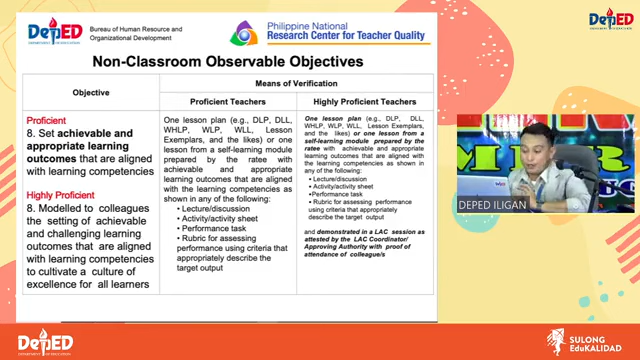 DepED
DEPARTMENT OF EDUCATION
Bureau of Human Resource and
Organizational Development
Philippine National
Research Center for Teacher Quality
DepED
DEPARTMENT OF EDUCATION
Non-Classroom Observable Objectives
Objective
Means of Verification
Proficient Teachers
Highly Proficient Teachers
Proficient
8. Set achievable and
appropriate learning
outcomes that are aligned
with learning competencies
Highly Proficient
8. Modelled to colleagues
the setting of achievable
and challenging learning
outcomes that are aligned
with learning competencies
to cultivate a culture of
excellence for all learners
One lesson plan (e.g., DLP, DLL,
WHLP, WLP, WLL, Lesson
Exemplars, and the likes) or one
lesson from a self-learning module
prepared by the ratee with
achievable and appropriate
learning outcomes that are aligned
with the learning competencies as
shown in any of the following:
• Lecture/discussion
• Activity/activity sheet
• Performance task
• Rubric for assessing
performance using criteria that
appropriately describe the
target output
One lesson plan (e.g., DLP, DLL,
WHLP, WLP, WLL, Lesson Exemplars,
and the likes) or one lesson from a
self-learning module prepared by the
ratee with achievable and appropriate
learning outcomes that are aligned with
the learning competencies as shown in
any of the following:
• Lecture/discussion
• Activity/activity sheet
•Performance task
• Rubric for assessing performance
using criteria that appropriately describe
the target output
and demonstrated in a LAC session as
attested by the LAC Coordinator/
Approving Authority with proof of
attendance of colleague/s
DEPED ILIGAN
DepED
DEPARTMENT OF EDUCATION
SULONG
EduKALIDAD